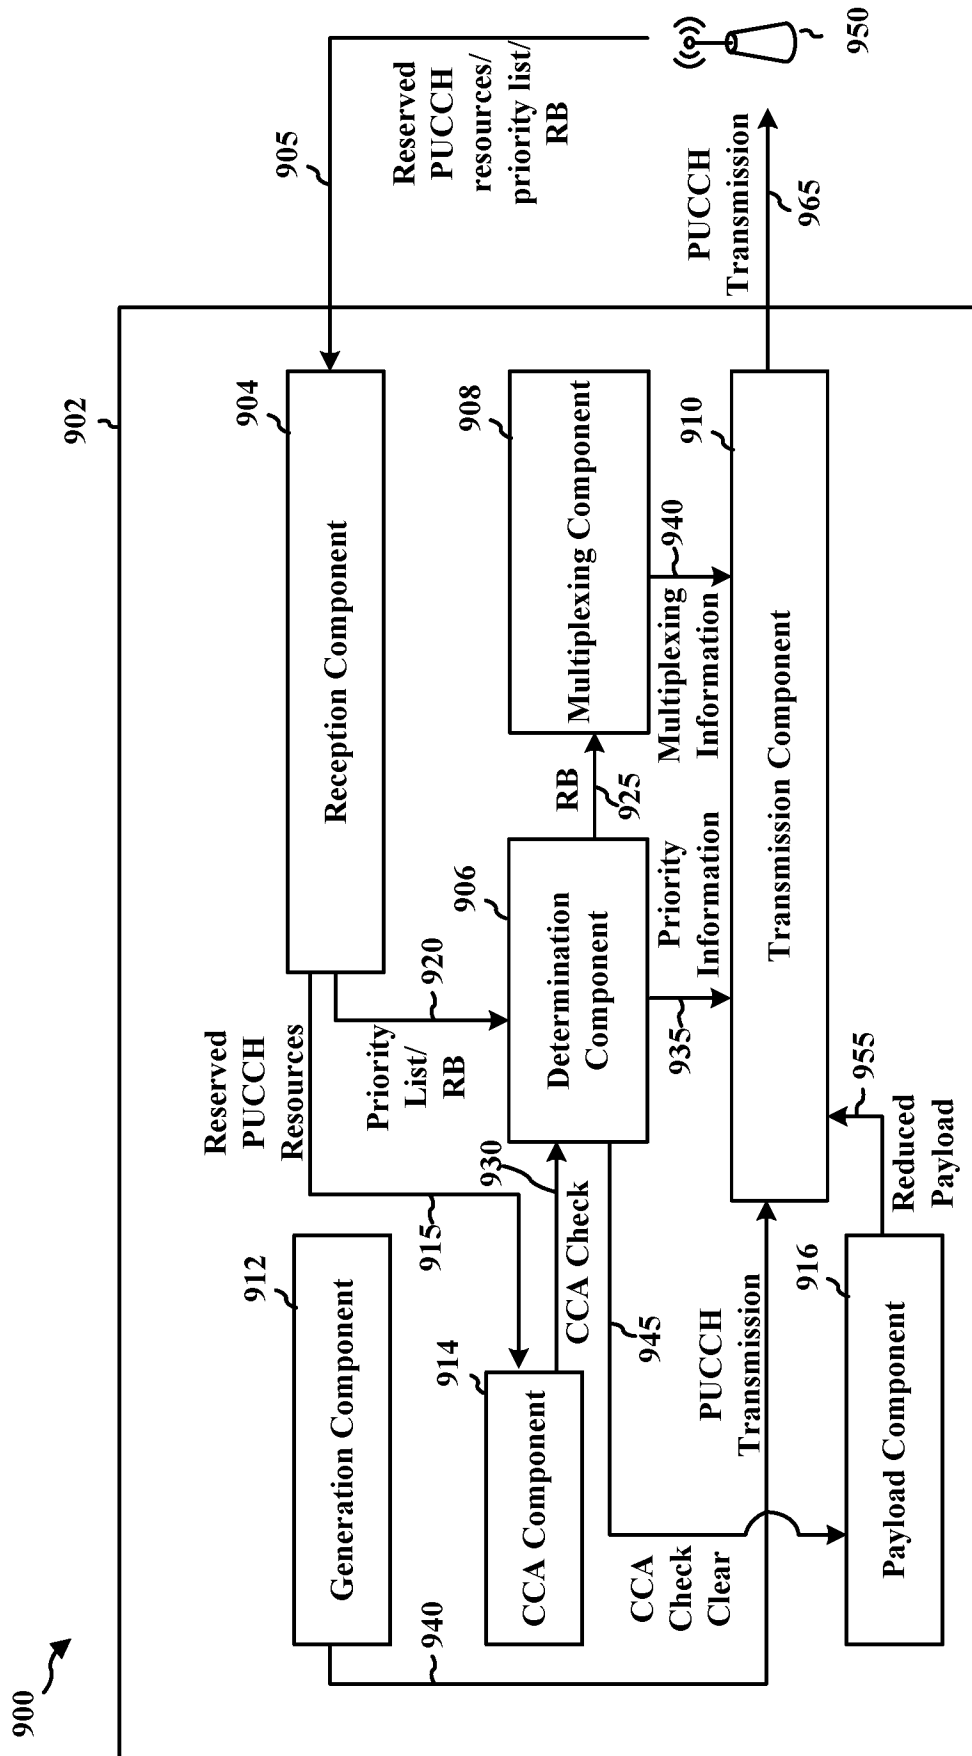 900
902
905
Reserved
PUCCH
resources/
priority list/
RB
950
904
Reception Component
912
Generation Component
Reserved
PUCCH
Resources
915
Priority
List/
RB
920
914
CCA Component
930
CCA Check
906
Determination
Component
RB
925
908
Multiplexing Component
940
Multiplexing
Information
Priority
Information
935
945
CCA
Check
Clear
940
PUCCH
Transmission
910
Transmission Component
PUCCH
Transmission
965
916
Payload Component
Reduced
Payload
955